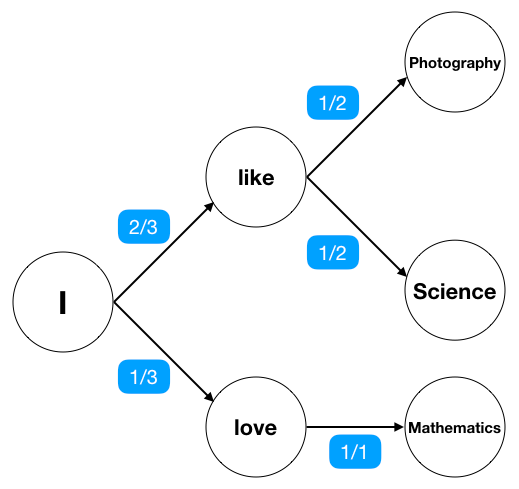 Photography
1/2
like
2/3
1/2
Science
I
1/3
love
Mathematics
1/1